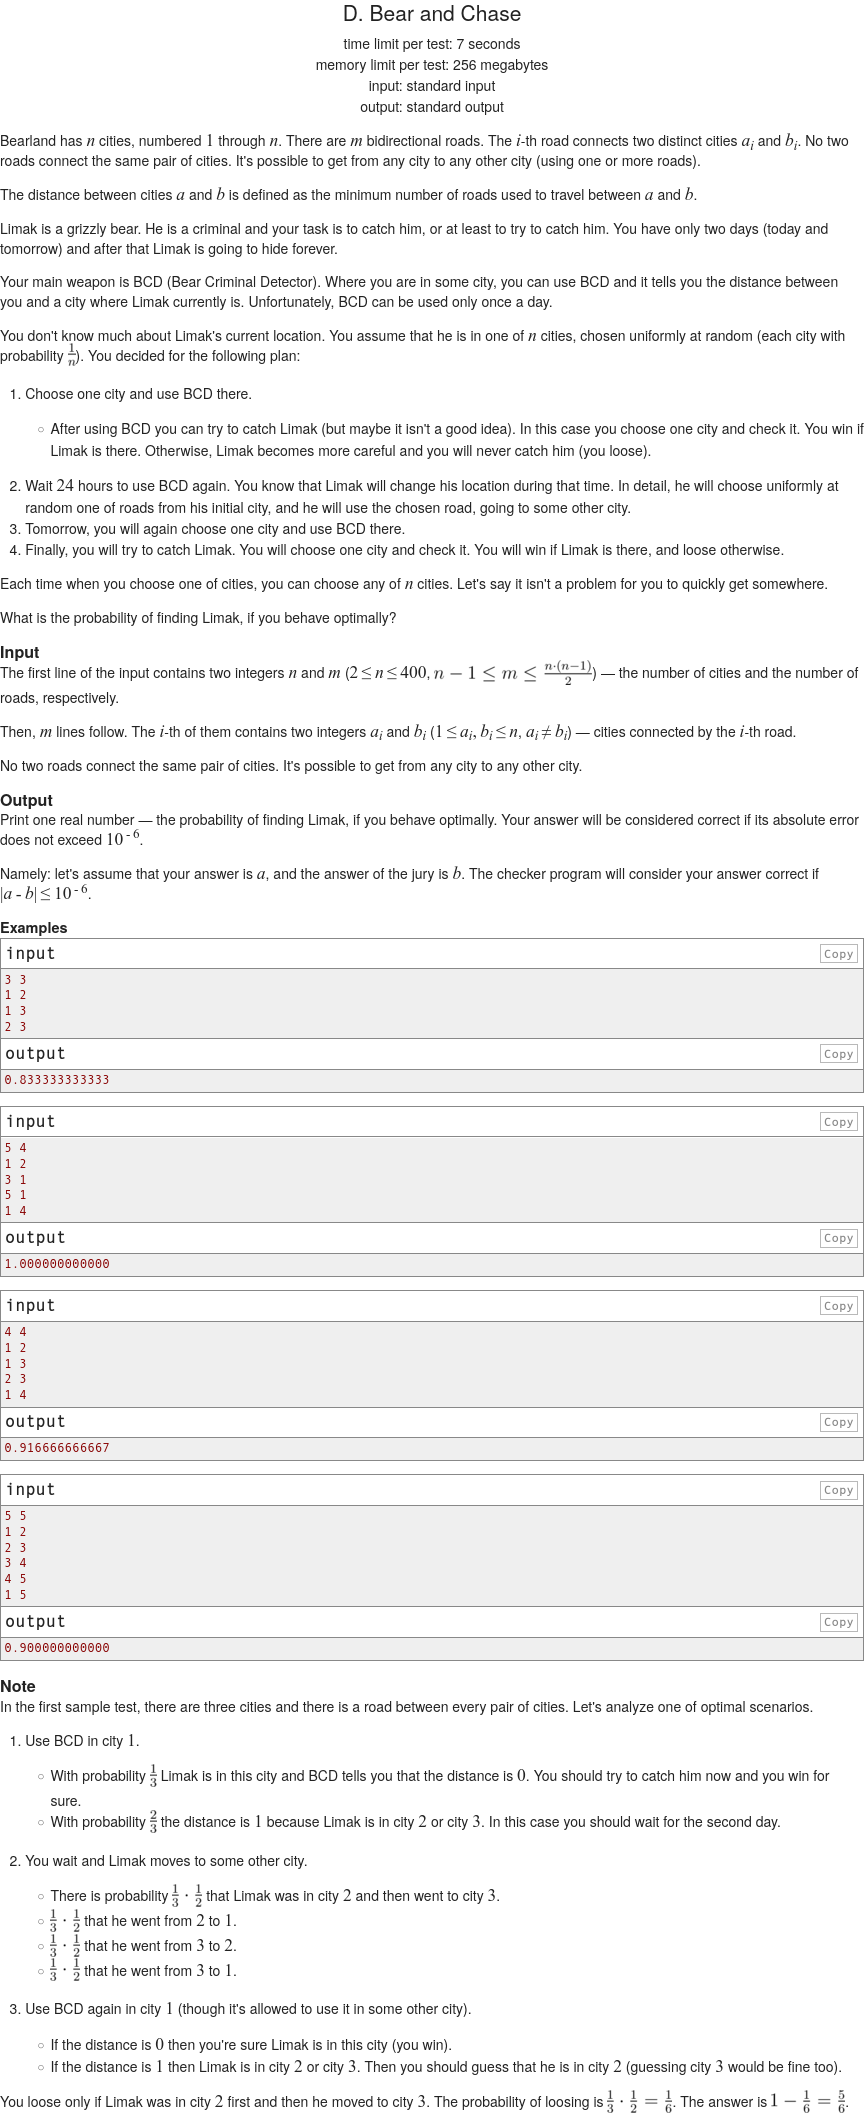 D. Bear and Chase
time limit per test: 7 seconds
memory limit per test: 256 megabytes
input: standard input
output: standard output
Bearland has n cities, numbered 1 through n. There are m bidirectional roads. The i-th road connects two distinct cities a_i and b_i. No two
roads connect the same pair of cities. It's possible to get from any city to any other city (using one or more roads).
The distance between cities a and b is defined as the minimum number of roads used to travel between a and b.
Limak is a grizzly bear. He is a criminal and your task is to catch him, or at least to try to catch him. You have only two days (today and
tomorrow) and after that Limak is going to hide forever.
Your main weapon is BCD (Bear Criminal Detector). Where you are in some city, you can use BCD and it tells you the distance between
you and a city where Limak currently is. Unfortunately, BCD can be used only once a day.
You don't know much about Limak's current location. You assume that he is in one of n cities, chosen uniformly at random (each city with
probability 1/n). You decided for the following plan:
1. Choose one city and use BCD there.
○ After using BCD you can try to catch Limak (but maybe it isn't a good idea). In this case you choose one city and check it. You win if
Limak is there. Otherwise, Limak becomes more careful and you will never catch him (you loose).
2. Wait 24 hours to use BCD again. You know that Limak will change his location during that time. In detail, he will choose uniformly at
random one of roads from his initial city, and he will use the chosen road, going to some other city.
3. Tomorrow, you will again choose one city and use BCD there.
4. Finally, you will try to catch Limak. You will choose one city and check it. You will win if Limak is there, and loose otherwise.
Each time when you choose one of cities, you can choose any of n cities. Let's say it isn't a problem for you to quickly get somewhere.
What is the probability of finding Limak, if you behave optimally?
Input
The first line of the input contains two integers n and m (2 ≤ n ≤ 400, n − 1 ≤ m ≤ n·(n−1)/2) — the number of cities and the number of
roads, respectively.
Then, m lines follow. The i-th of them contains two integers a_i and b_i (1 ≤ a_i, b_i ≤ n, a_i ≠ b_i) — cities connected by the i-th road.
No two roads connect the same pair of cities. It's possible to get from any city to any other city.
Output
Print one real number — the probability of finding Limak, if you behave optimally. Your answer will be considered correct if its absolute error
does not exceed 10^-6.
Namely: let's assume that your answer is a, and the answer of the jury is b. The checker program will consider your answer correct if
|a - b| ≤ 10^-6.
Examples
input Copy
3 3
1 2
1 3
2 3
output Copy
0.833333333333
input Copy
5 4
1 2
3 1
5 1
1 4
output Copy
1.000000000000
input Copy
4 4
1 2
1 3
2 3
1 4
output Copy
0.916666666667
input Copy
5 5
1 2
2 3
3 4
4 5
1 5
output Copy
0.900000000000
Note
In the first sample test, there are three cities and there is a road between every pair of cities. Let's analyze one of optimal scenarios.
1. Use BCD in city 1.
○ With probability 1/3 Limak is in this city and BCD tells you that the distance is 0. You should try to catch him now and you win for
sure.
○ With probability 2/3 the distance is 1 because Limak is in city 2 or city 3. In this case you should wait for the second day.
2. You wait and Limak moves to some other city.
○ There is probability 1/3 · 1/2 that Limak was in city 2 and then went to city 3.
○ 1/3 · 1/2 that he went from 2 to 1.
○ 1/3 · 1/2 that he went from 3 to 2.
○ 1/3 · 1/2 that he went from 3 to 1.
3. Use BCD again in city 1 (though it's allowed to use it in some other city).
○ If the distance is 0 then you're sure Limak is in this city (you win).
○ If the distance is 1 then Limak is in city 2 or city 3. Then you should guess that he is in city 2 (guessing city 3 would be fine too).
You loose only if Limak was in city 2 first and then he moved to city 3. The probability of loosing is 1/3 · 1/2 = 1/6. The answer is 1 − 1/6 = 5/6.